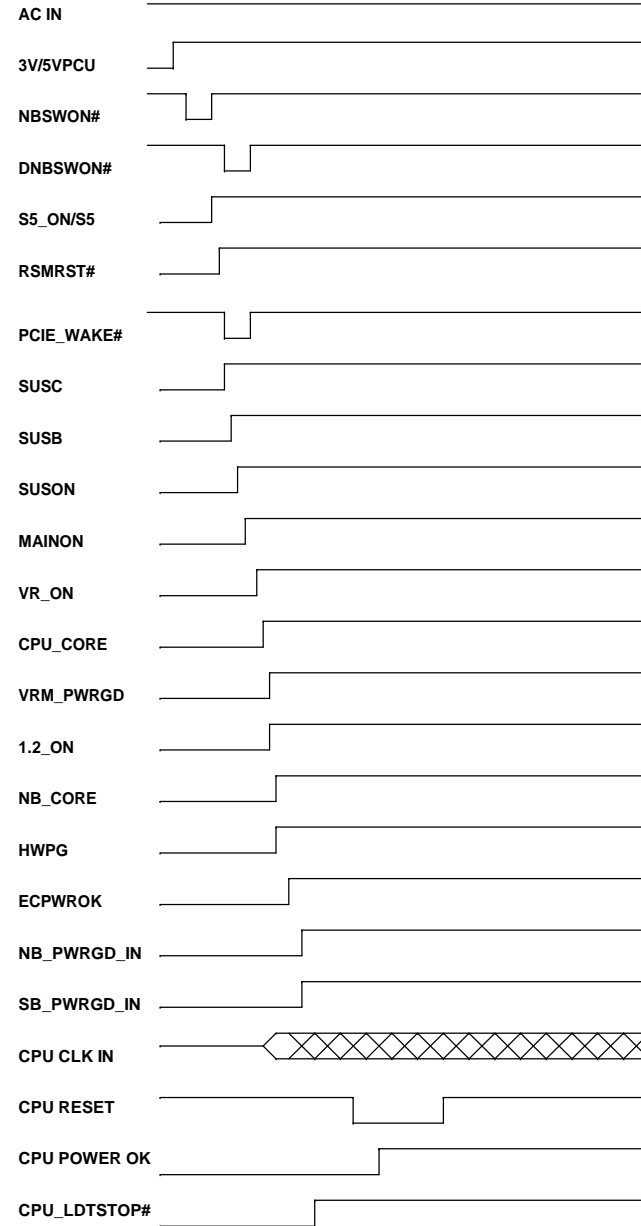 AC IN
3V/5VPCU
NBSWON#
DNBSWON#
S5_ON/S5
RSMRST#
PCIE_WAKE#
SUSC
SUSB
SUSON
MAINON
VR_ON
CPU_CORE
VRM_PWRGD
1.2_ON
NB_CORE
HWPG
ECPWROK
NB_PWRGD_IN
SB_PWRGD_IN
CPU CLK IN
CPU RESET
CPU POWER OK
CPU_LDTSTOP#